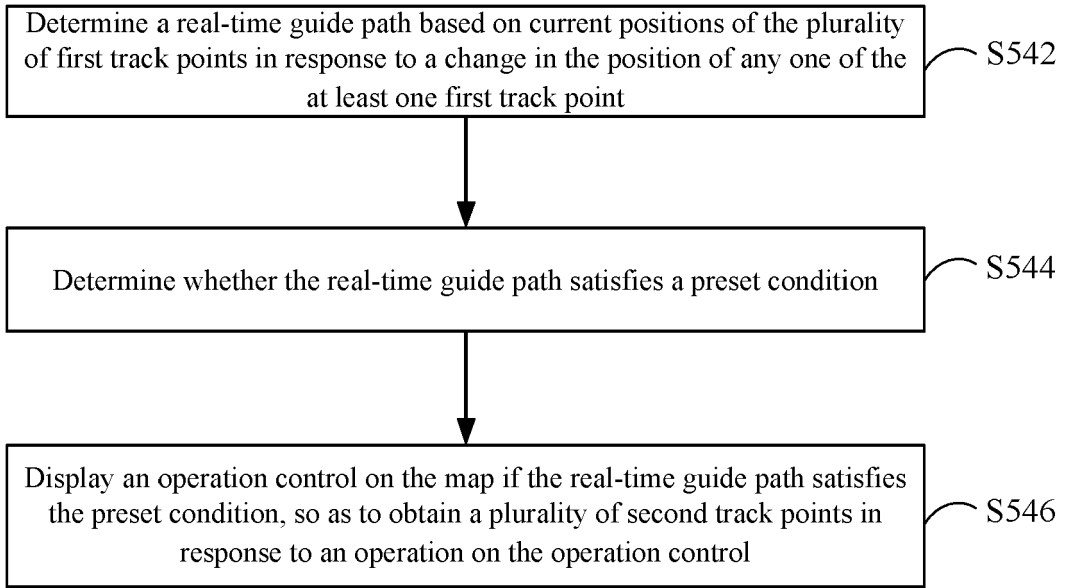 Determine a real-time guide path based on current positions of the plurality
of first track points in response to a change in the position of any one of the
at least one first track point
S542
Determine whether the real-time guide path satisfies a preset condition
S544
Display an operation control on the map if the real-time guide path satisfies
the preset condition, so as to obtain a plurality of second track points in
response to an operation on the operation control
S546